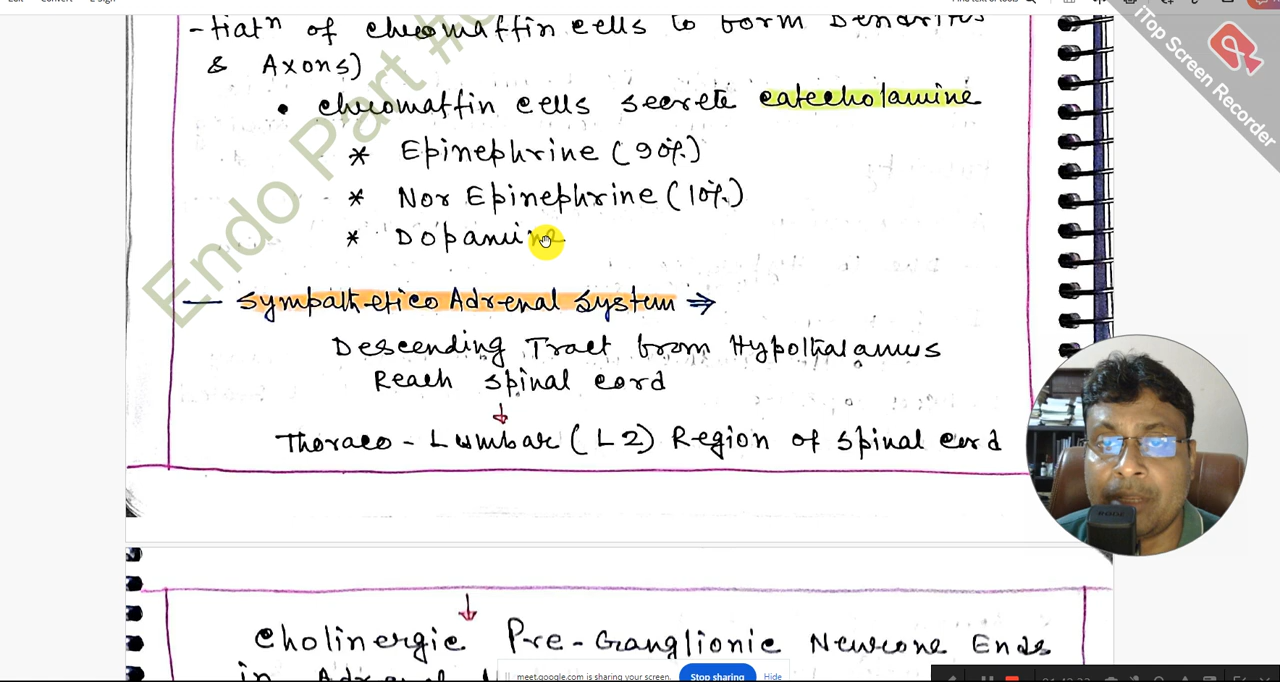 -tiatⁿ of chromaffin cells to form Dendrites
& Axons)
• chromaffin cells secrete catecholamine
* Epinephrine (90%)
* Nor Epinephrine (10%)
* Dopamine
— Sympathetico Adrenal System ⇒
Descending Tract from Hypothalamus
Reach spinal cord
↓
Thoraco - Lumbar (L2) Region of spinal cord
↓
Cholinergic Pre-Ganglionic Neurone Ends
in
Endo Part #
iTop Screen Recorder
meet.google.com is sharing your screen.
Stop sharing
Hide